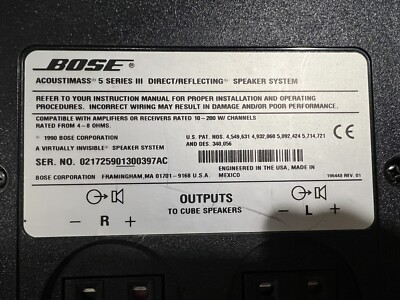 BOSE®
ACOUSTIMASS® 5 SERIES III DIRECT/REFLECTING® SPEAKER SYSTEM
REFER TO YOUR INSTRUCTION MANUAL FOR PROPER INSTALLATION AND OPERATING
PROCEDURES. INCORRECT WIRING MAY RESULT IN DAMAGE AND/OR POOR PERFORMANCE.
COMPATIBLE WITH AMPLIFIERS OR RECEIVERS RATED 10-200 W/CHANNELS
RATED FROM 4-8 OHMS.
© 1990 BOSE CORPORATION
U.S. PAT. NOS. 4,549,631 4,932,060 5,092,424 5,714,721
AND DES. 340,056
A VIRTUALLY INVISIBLE® SPEAKER SYSTEM
CE
SER. NO. 021725901300397AC
BOSE CORPORATION FRAMINGHAM, MA 01701-9168 U.S.A.
ENGINEERED IN THE USA, MADE IN
MEXICO
196440 REV. 01
OUTPUTS
TO CUBE SPEAKERS
− R +
− L +